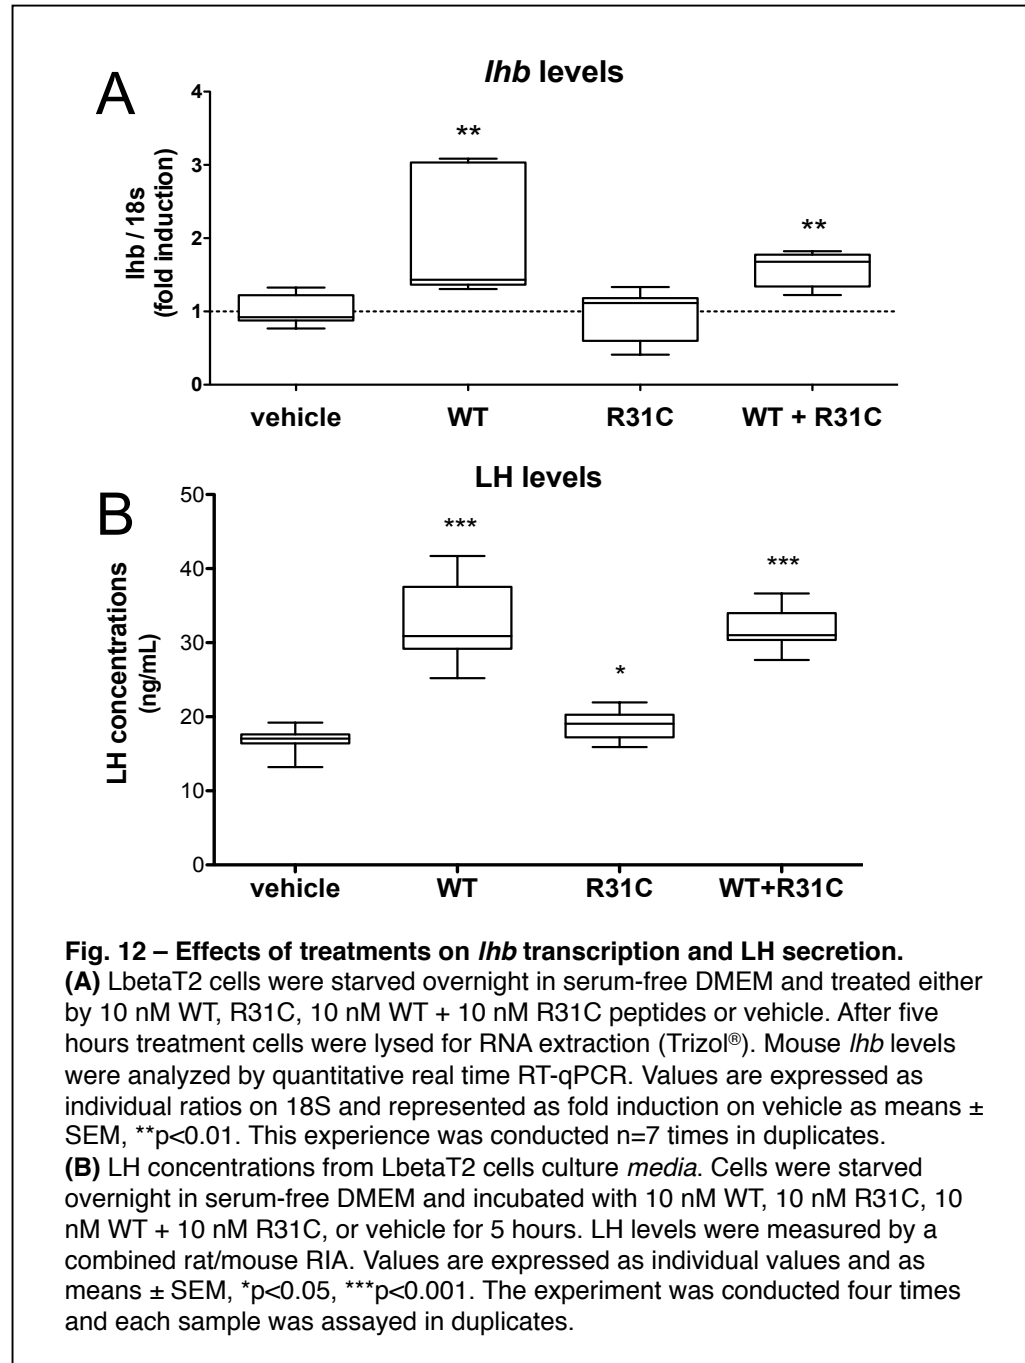 A
lhb levels
lhb / 18s
(fold induction)
4
3
2
1
0
**
**
vehicle WT R31C WT + R31C
B
LH levels
LH concentrations
(ng/mL)
50
40
30
20
10
0
***
*
***
vehicle WT R31C WT+R31C
Fig. 12 – Effects of treatments on lhb transcription and LH secretion.
(A) LbetaT2 cells were starved overnight in serum-free DMEM and treated either
by 10 nM WT, R31C, 10 nM WT + 10 nM R31C peptides or vehicle. After five
hours treatment cells were lysed for RNA extraction (Trizol®). Mouse lhb levels
were analyzed by quantitative real time RT-qPCR. Values are expressed as
individual ratios on 18S and represented as fold induction on vehicle as means ±
SEM, **p<0.01. This experience was conducted n=7 times in duplicates.
(B) LH concentrations from LbetaT2 cells culture media. Cells were starved
overnight in serum-free DMEM and incubated with 10 nM WT, 10 nM R31C, 10
nM WT + 10 nM R31C, or vehicle for 5 hours. LH levels were measured by a
combined rat/mouse RIA. Values are expressed as individual values and as
means ± SEM, *p<0.05, ***p<0.001. The experiment was conducted four times
and each sample was assayed in duplicates.